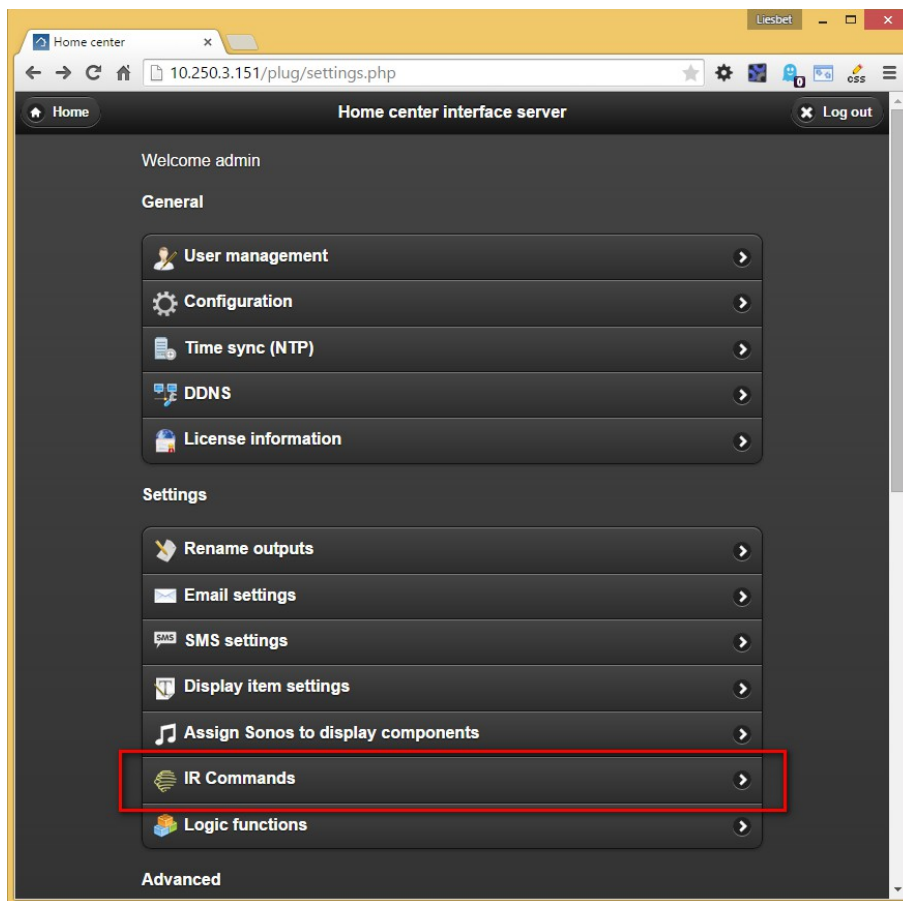 Liesbet
Home center
10.250.3.151/plug/settings.php
0
css
Home
Home center interface server
Log out
Welcome admin
General
User management
Configuration
Time sync (NTP)
DDNS
License information
Settings
Rename outputs
Email settings
SMS
SMS settings
Display item settings
Assign Sonos to display components
IR Commands
Logic functions
Advanced